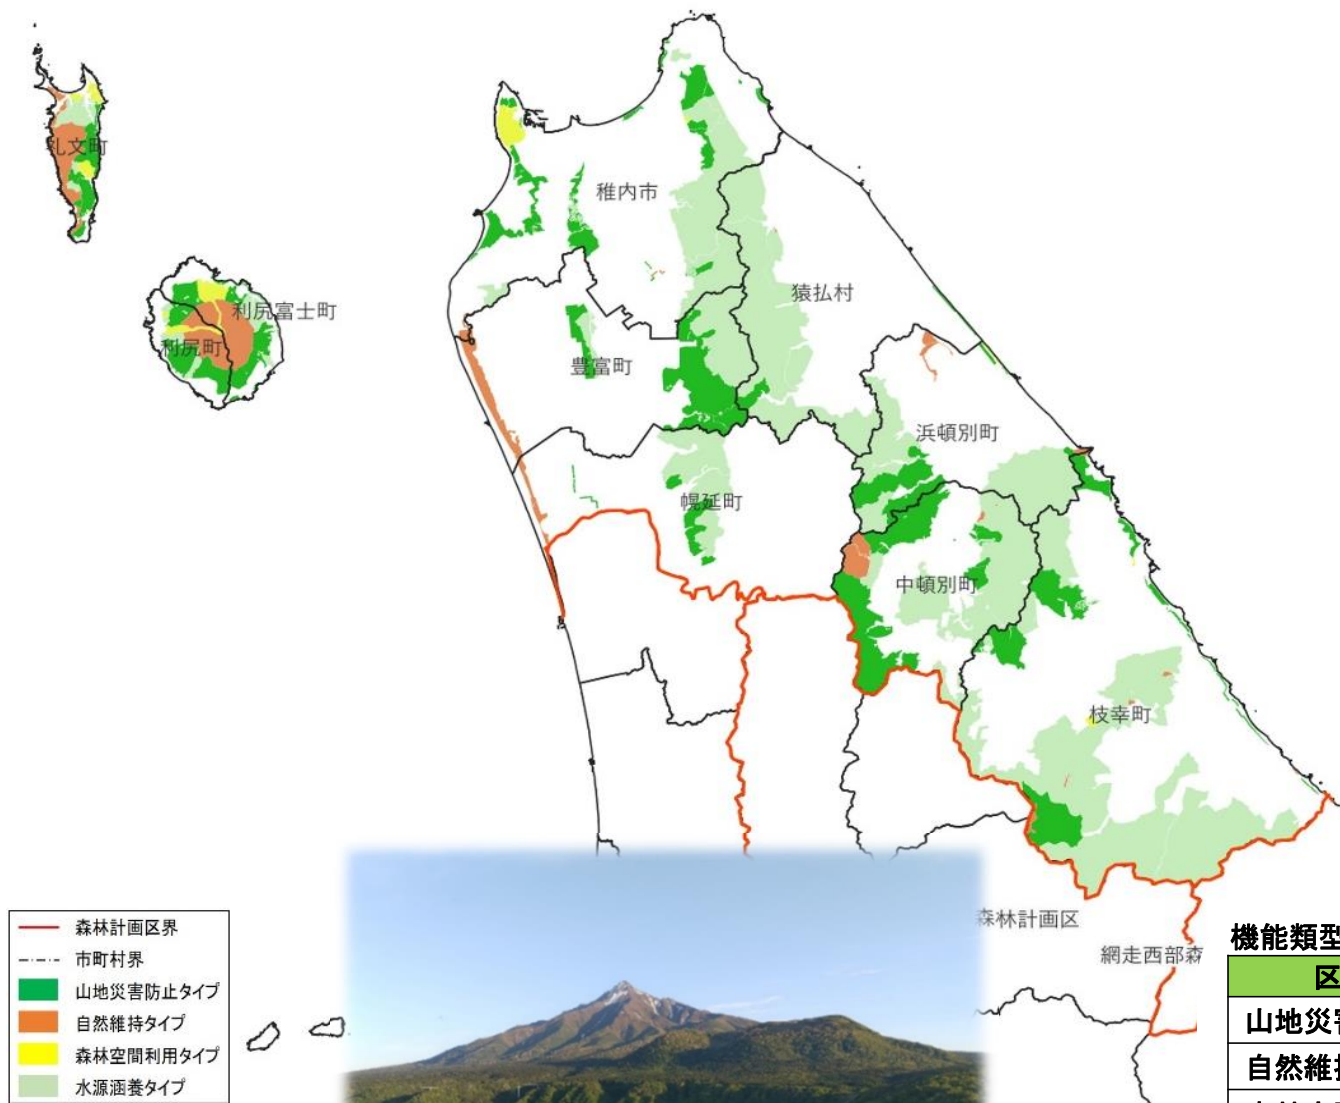 礼文町
稚内市
猿払村
利尻富士町
利尻町
豊富町
浜頓別町
幌延町
中頓別町
枝幸町
森林計画区
網走西部森
森林計画区界
市町村界
山地災害防止タイプ
自然維持タイプ
森林空間利用タイプ
水源涵養タイプ
機能類型
区
山地災害
自然維持